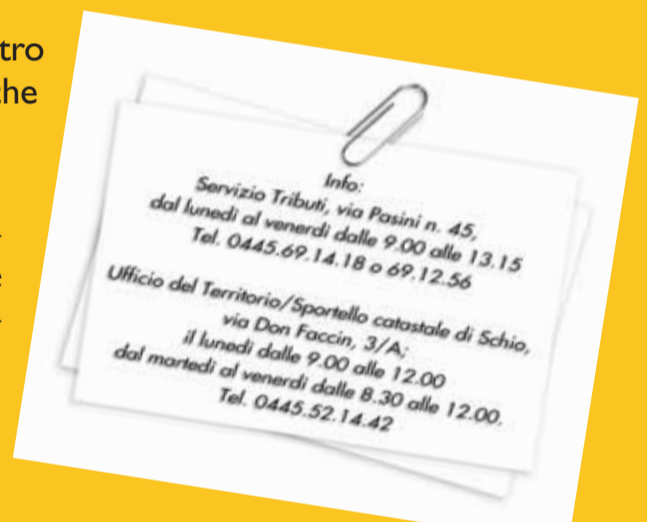 tro
che
e
Info:
Servizio Tributi, via Pasini n. 45,
dal lunedì al venerdì dalle 9.00 alle 13.15
Tel. 0445.69.14.18 o 69.12.56
Ufficio del Territorio/Sportello catastale di Schio,
via Don Faccin, 3/A;
il lunedì dalle 9.00 alle 12.00
dal martedì al venerdì dalle 8.30 alle 12.00.
Tel. 0445.52.14.42